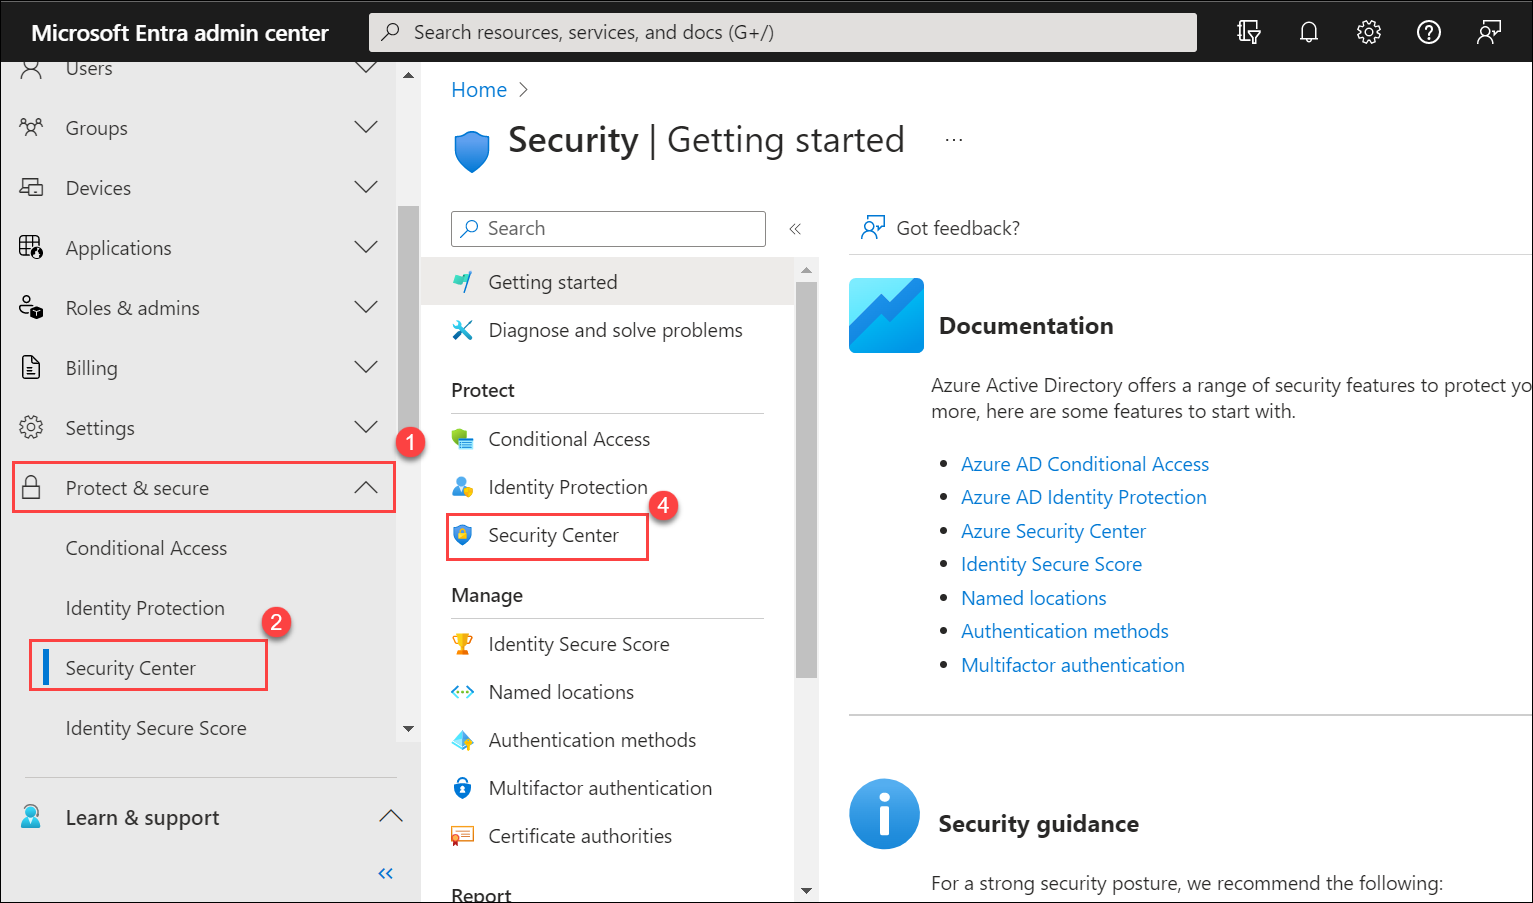 Microsoft Entra admin center
Search resources, services, and docs (G+/)
Users
Groups
Devices
Applications
Roles & admins
Billing
Settings
1
Protect & secure
Conditional Access
Identity Protection
2
Security Center
Identity Secure Score
Learn & support
Home
Security | Getting started
Search
Getting started
Diagnose and solve problems
Protect
Conditional Access
Identity Protection
4
Security Center
Manage
Identity Secure Score
Named locations
Authentication methods
Multifactor authentication
Certificate authorities
Report
Got feedback?
Documentation
Azure Active Directory offers a range of security features to protect yo
more, here are some features to start with.
Azure AD Conditional Access
Azure AD Identity Protection
Azure Security Center
Identity Secure Score
Named locations
Authentication methods
Multifactor authentication
Security guidance
For a strong security posture, we recommend the following: